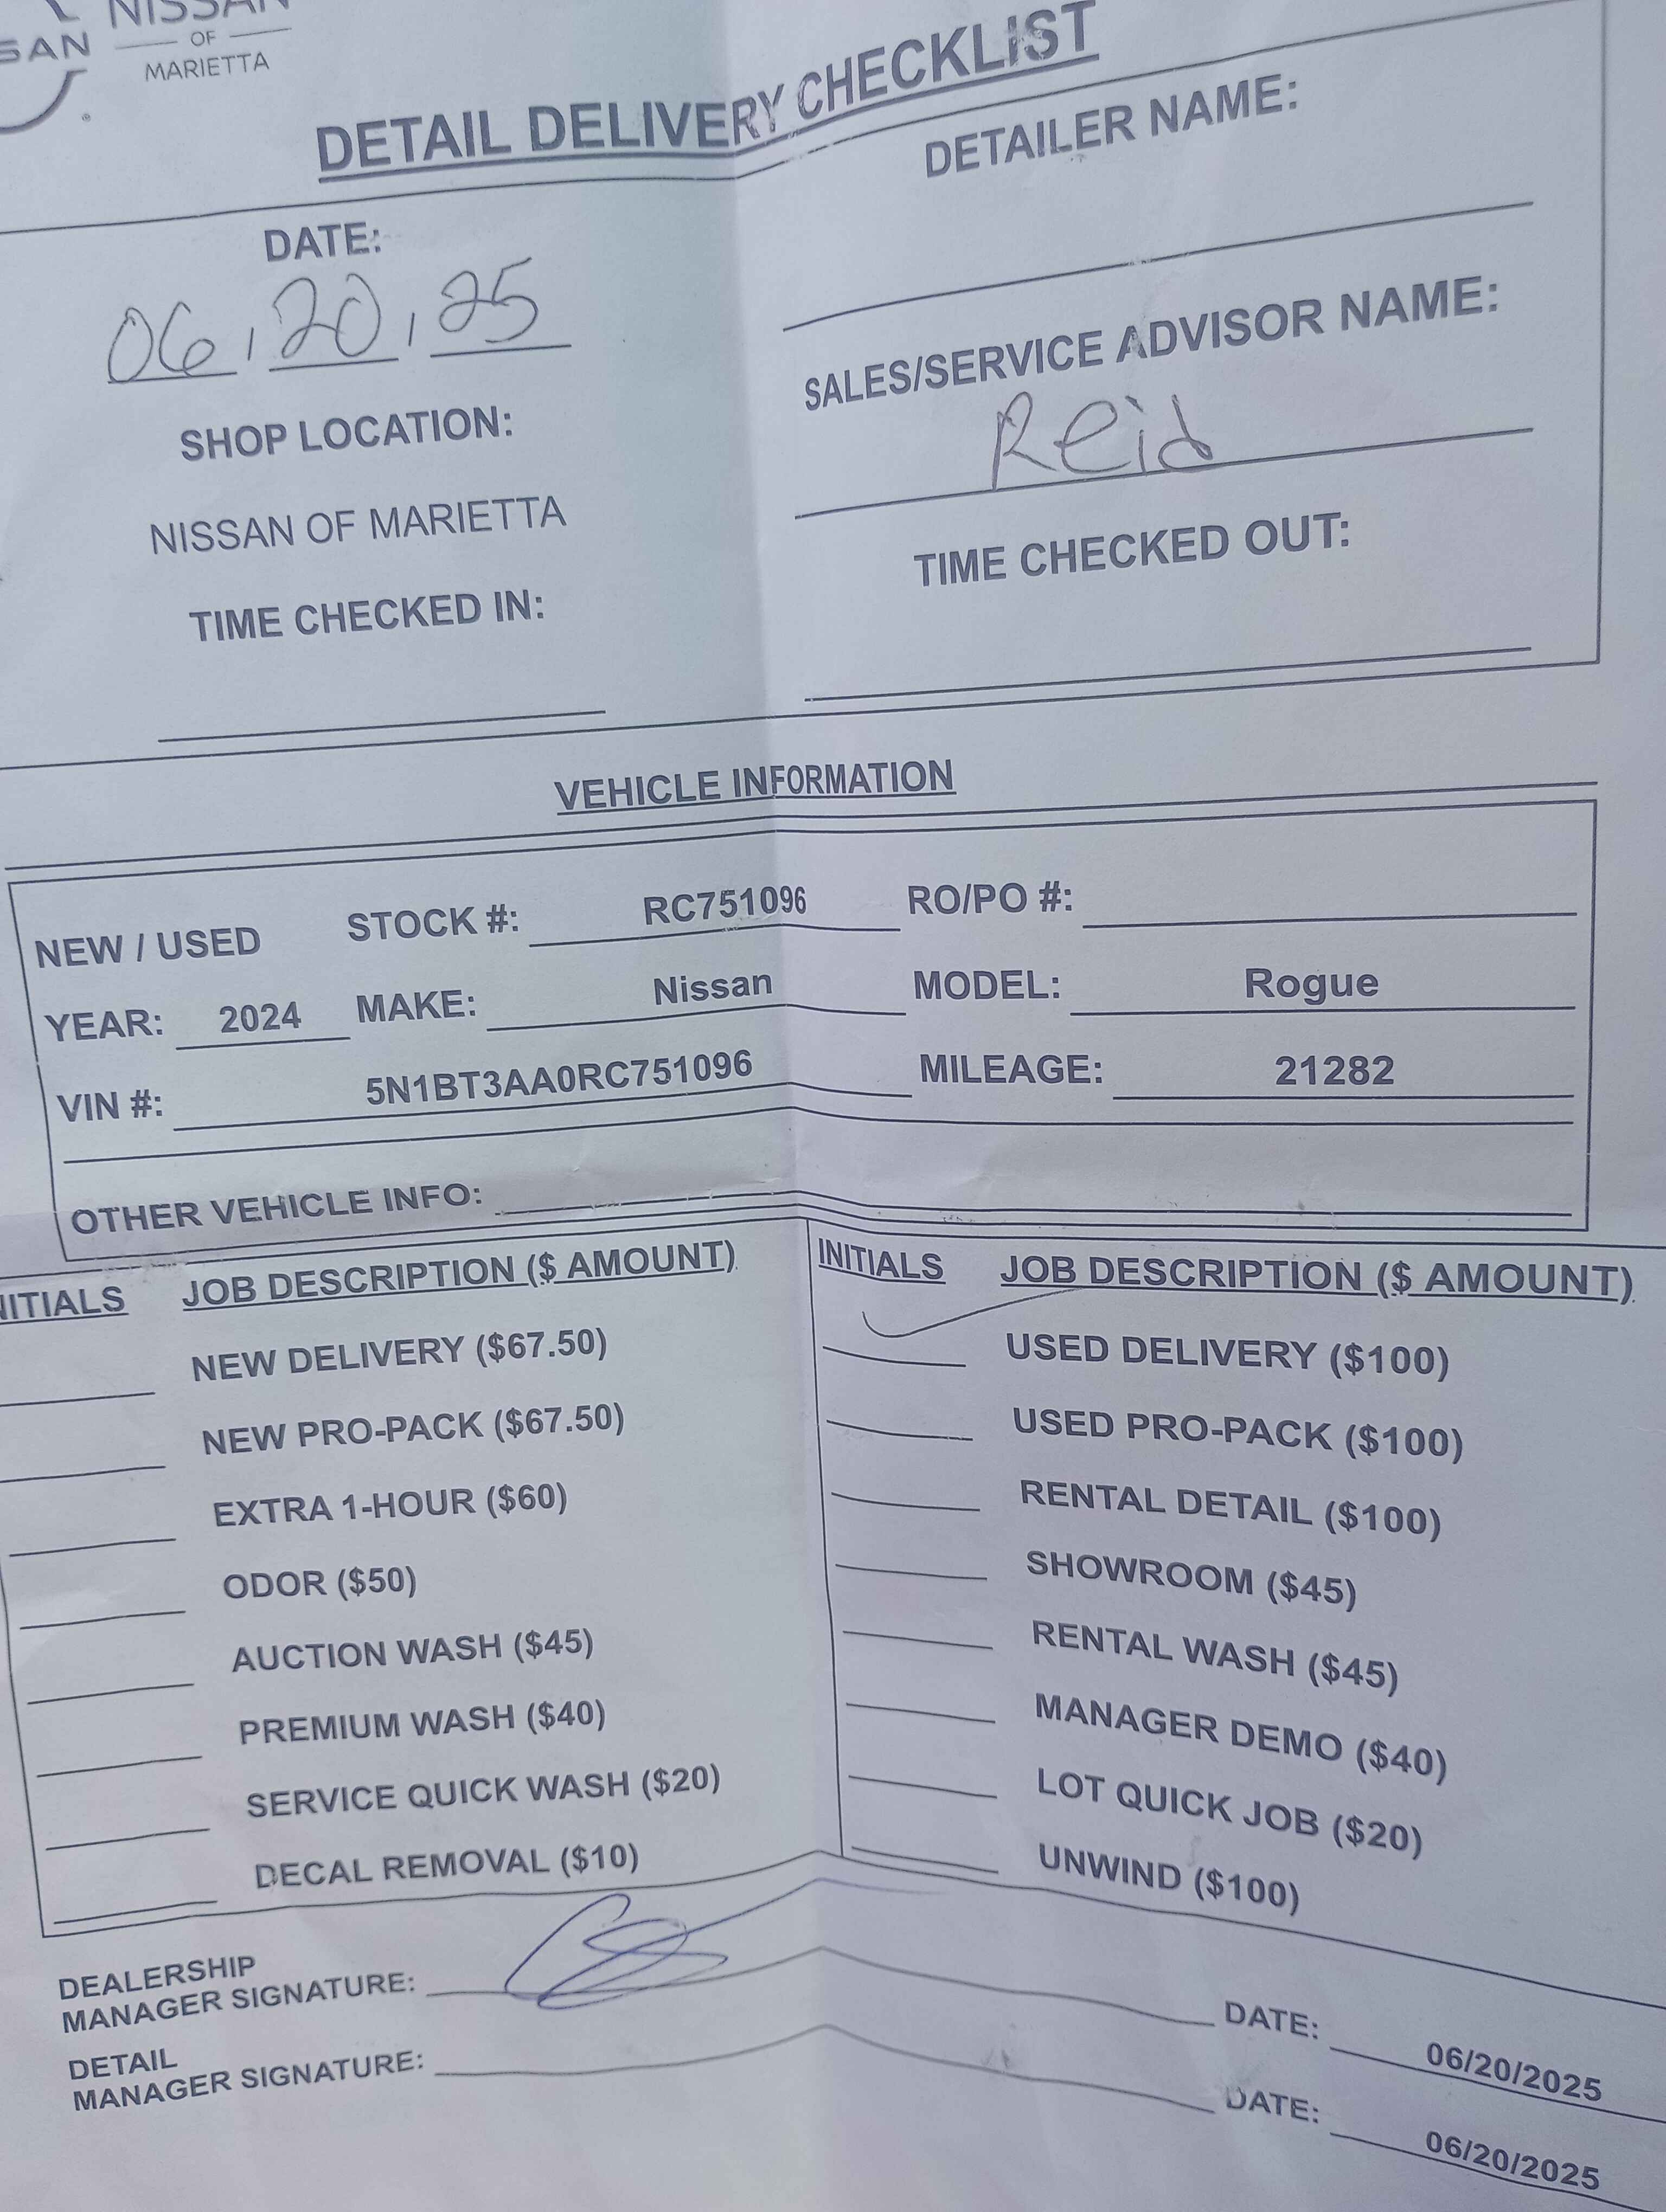 NISSAN
SAN
OF
MARIETTA
DETAIL DELIVERY CHECKLIST
DATE:
06, 20, 25
DETAILER NAME:
SHOP LOCATION:
NISSAN OF MARIETTA
SALES/SERVICE ADVISOR NAME:
Reid
TIME CHECKED IN:
TIME CHECKED OUT:
VEHICLE INFORMATION
NEW / USED STOCK #: RC751096 RO/PO #:
YEAR: 2024 MAKE: Nissan MODEL: Rogue
VIN #: 5N1BT3AA0RC751096 MILEAGE: 21282
OTHER VEHICLE INFO:
NITIALS JOB DESCRIPTION ($ AMOUNT)
NEW DELIVERY ($67.50)
NEW PRO-PACK ($67.50)
EXTRA 1-HOUR ($60)
ODOR ($50)
AUCTION WASH ($45)
PREMIUM WASH ($40)
SERVICE QUICK WASH ($20)
DECAL REMOVAL ($10)
INITIALS JOB DESCRIPTION ($ AMOUNT)
USED DELIVERY ($100)
USED PRO-PACK ($100)
RENTAL DETAIL ($100)
SHOWROOM ($45)
RENTAL WASH ($45)
MANAGER DEMO ($40)
LOT QUICK JOB ($20)
UNWIND ($100)
DEALERSHIP
MANAGER SIGNATURE: DATE: 06/20/2025
DETAIL
MANAGER SIGNATURE: DATE: 06/20/2025